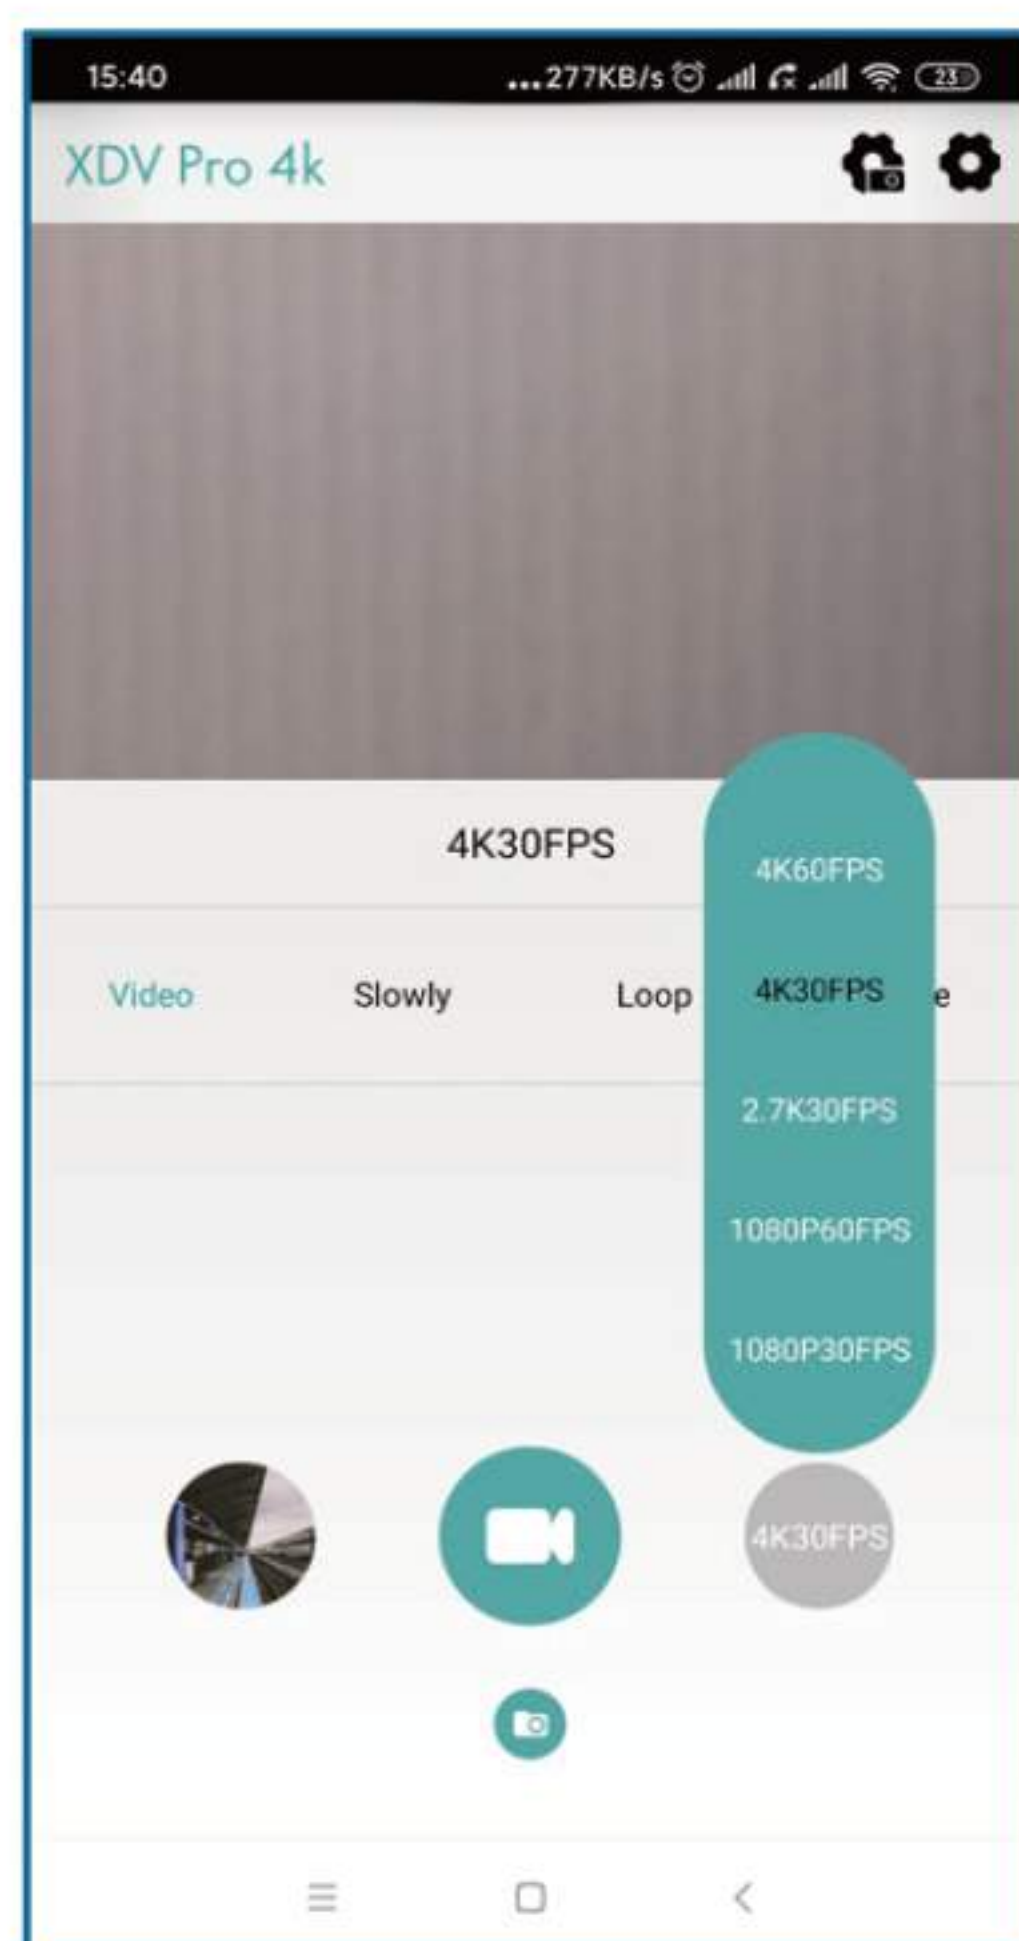 15:40 ...277KB/s 23
XDV Pro 4k
4K30FPS
4K60FPS
Video Slowly Loop 4K30FPS e
2.7K30FPS
1080P60FPS
1080P30FPS
4K30FPS